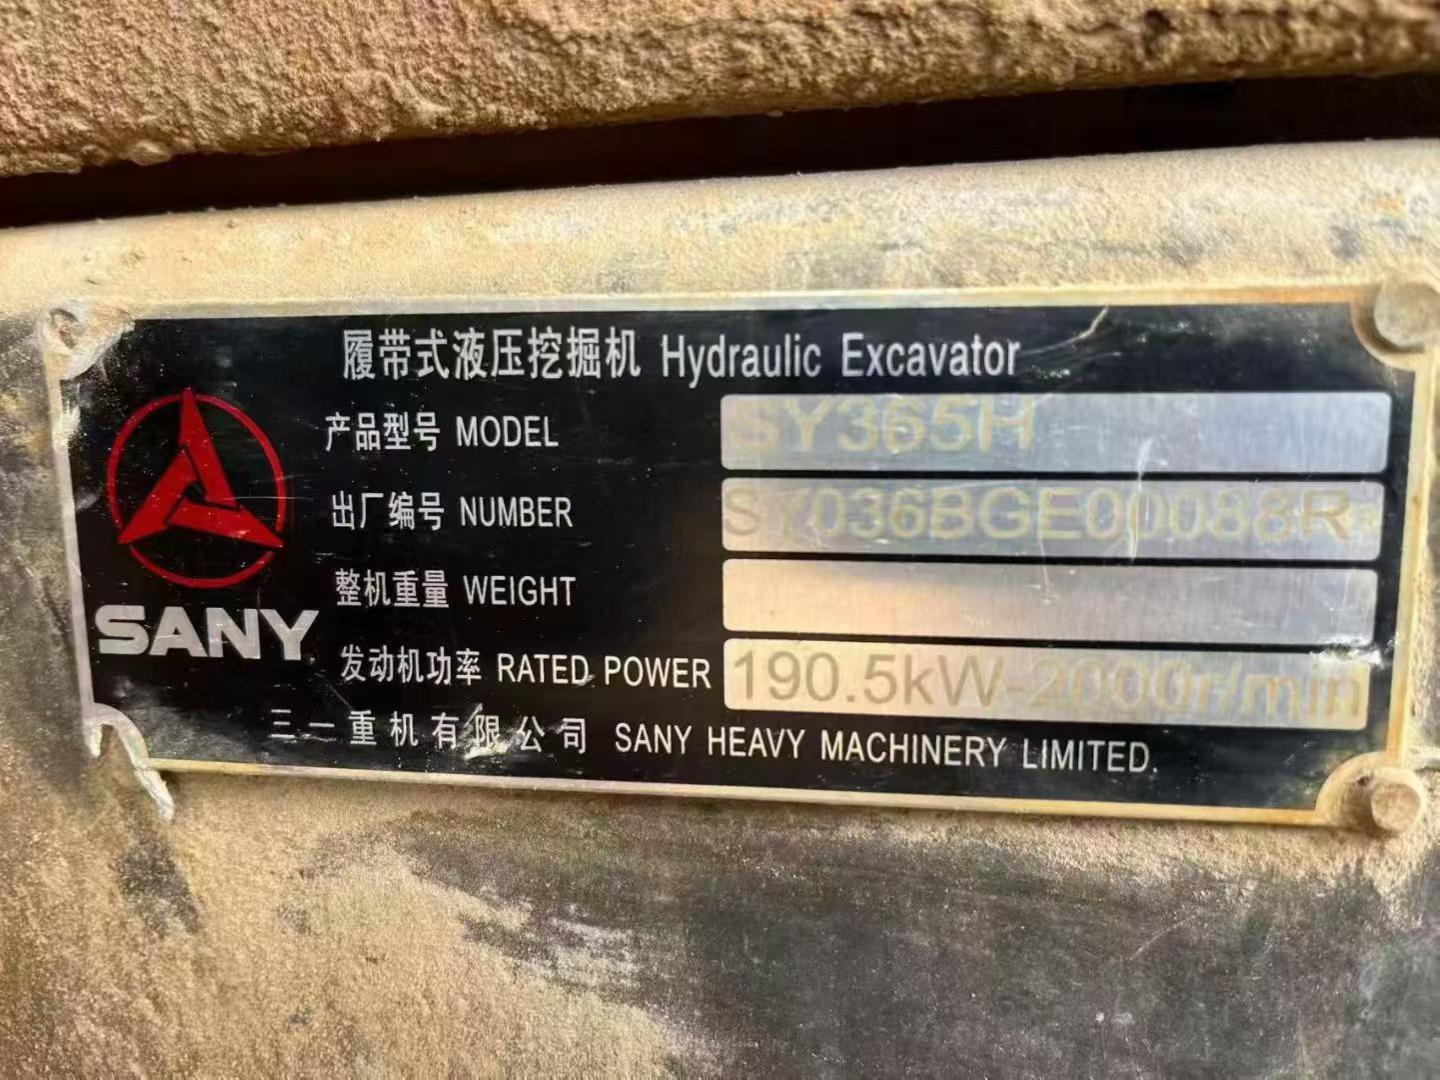 履带式液压挖掘机 Hydraulic Excavator
产品型号 MODEL SY365H
出厂编号 NUMBER SY036BGE00088R
整机重量 WEIGHT
发动机功率 RATED POWER 190.5kW-2000r/min
三一重机有限公司 SANY HEAVY MACHINERY LIMITED.
SANY